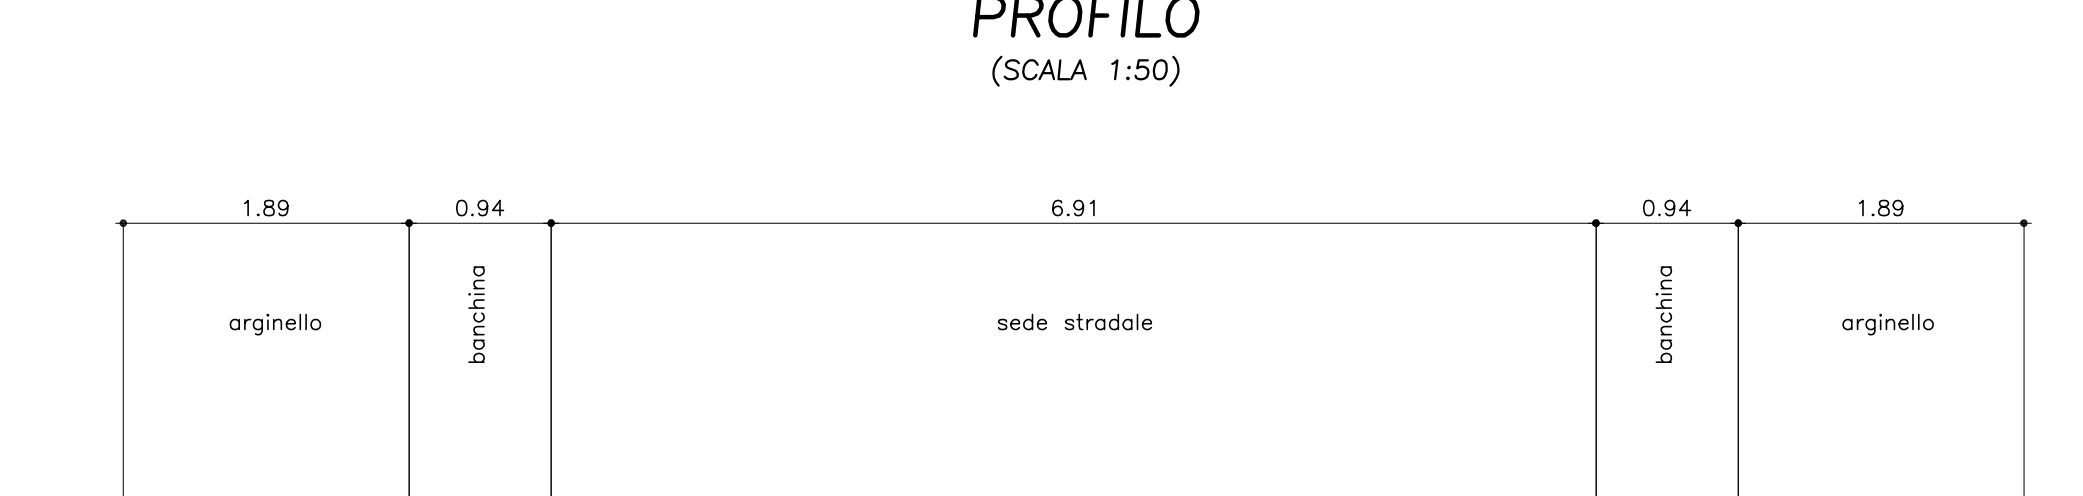 PROFILO
(SCALA 1:50)
1.89 0.94 6.91 0.94 1.89
arginello banchina sede stradale banchina arginello